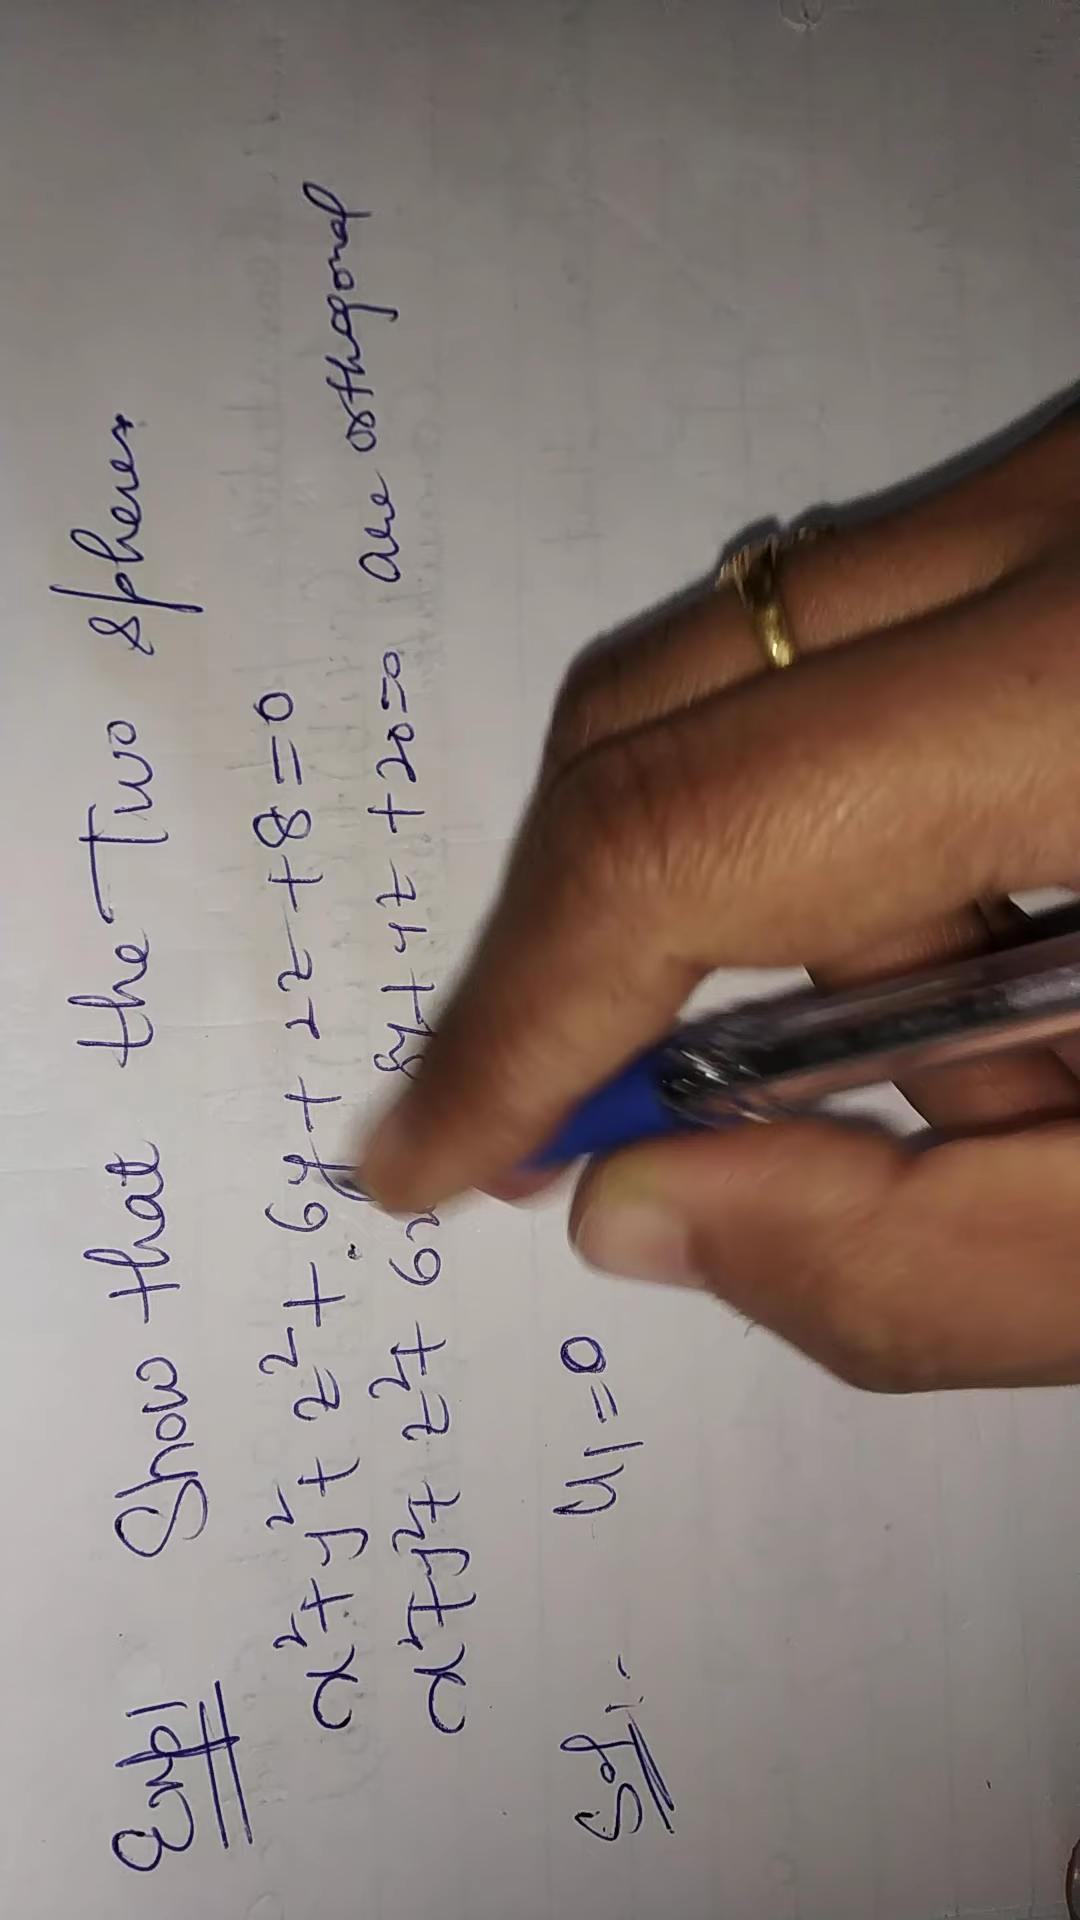 Exp1 Show that the Two spheres
x²+y²+z²+6y+2z+8=0
x²+y²+z²+6x 8y+4z+20=0 are orthogonal
Sol:- u1=0